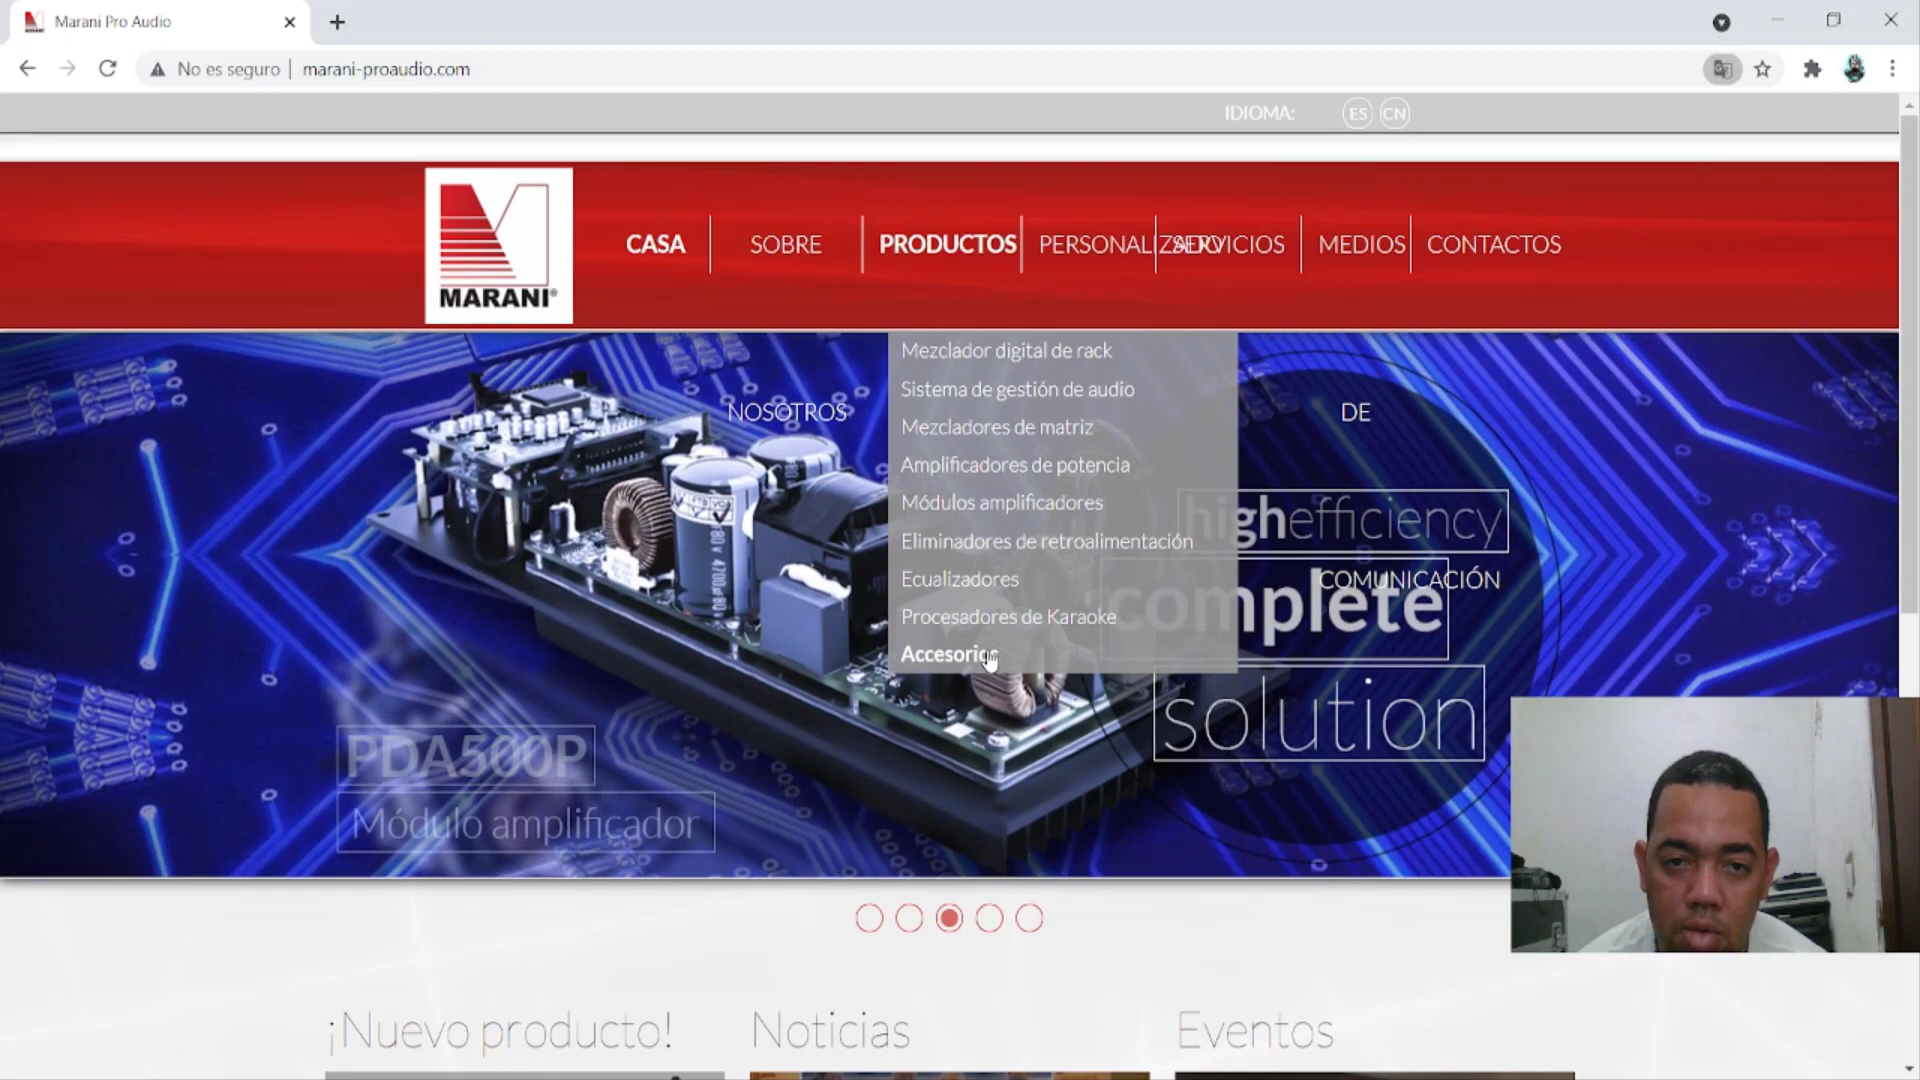 Marani Pro Audio
No es seguro | marani-proaudio.com
IDIOMA: ES CN
MARANI®
CASA
SOBRE
PRODUCTOS
PERSONALIZADO
SERVICIOS
MEDIOS
CONTACTOS
NOSOTROS
DE
COMUNICACIÓN
Mezclador digital de rack
Sistema de gestión de audio
Mezcladores de matriz
Amplificadores de potencia
Módulos amplificadores
Eliminadores de retroalimentación
Ecualizadores
Procesadores de Karaoke
Accesorios
highefficiency
complete
solution
PDA500P
Módulo amplificador
¡Nuevo producto!
Noticias
Eventos